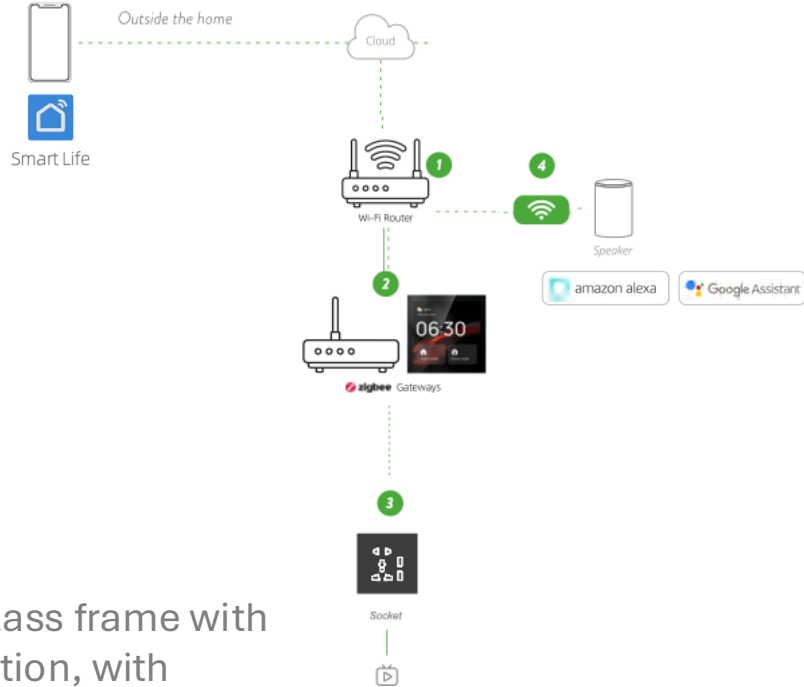 Outside the home
Cloud
Smart Life
1
4
Wi-Fi Router
Speaker
2
amazon alexa
Google Assistant
06:30
zigbee Gateways
3
Socket
ass frame with
tion, with